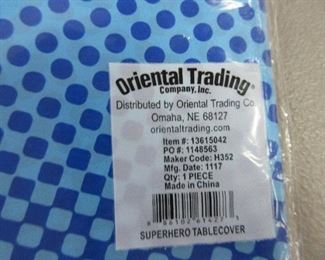 Oriental Trading®
Company, Inc.
Distributed by Oriental Trading Co.
Omaha, NE 68127
orientaltrading.com
Item #: 13615042
PO #: 1148563
Maker Code: H352
Mfg. Date: 1117
Qty: 1 PIECE
Made in China
SUPERHERO TABLECOVER